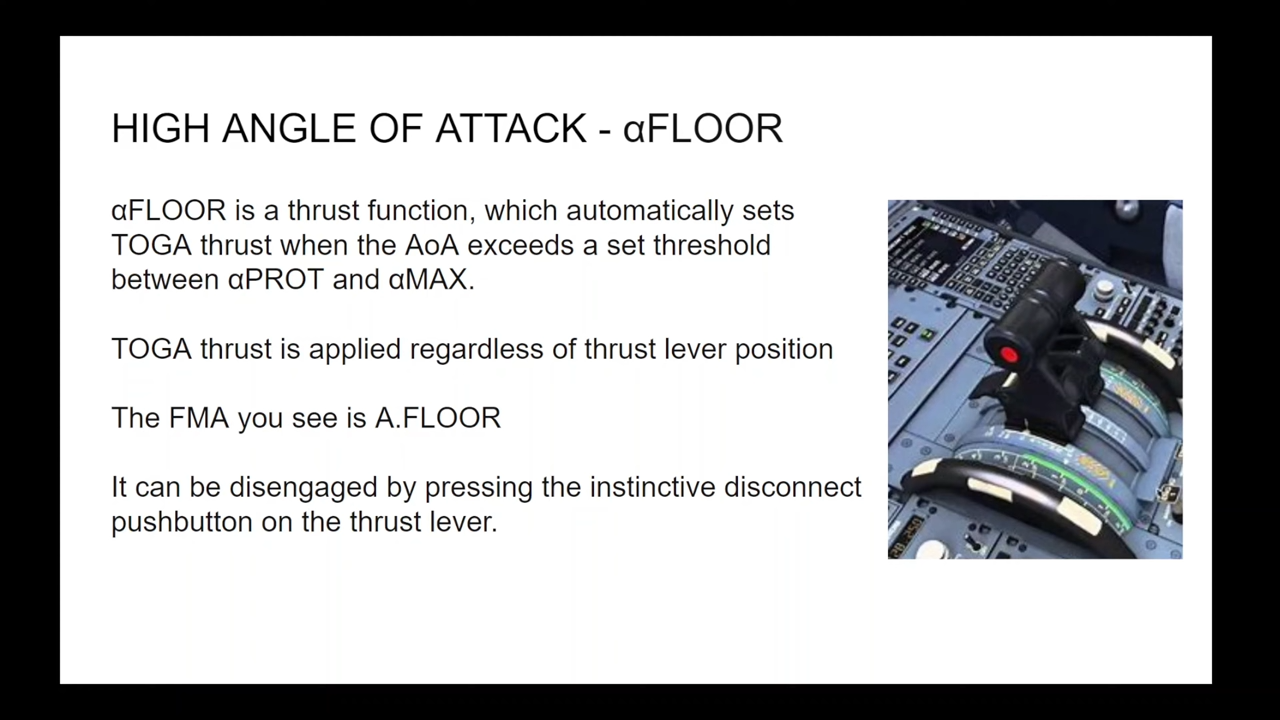 HIGH ANGLE OF ATTACK - αFLOOR
αFLOOR is a thrust function, which automatically sets
TOGA thrust when the AoA exceeds a set threshold
between αPROT and αMAX.
TOGA thrust is applied regardless of thrust lever position
The FMA you see is A.FLOOR
It can be disengaged by pressing the instinctive disconnect
pushbutton on the thrust lever.